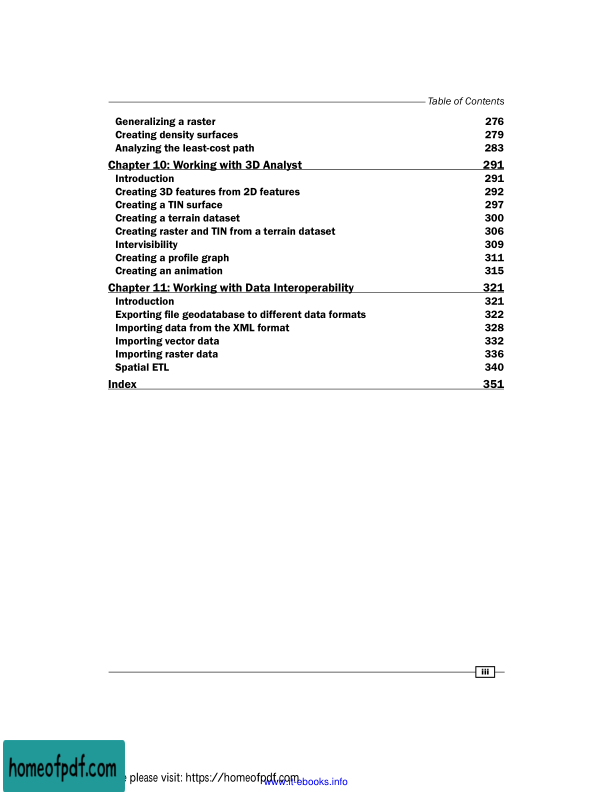 Table of Contents
Generalizing a raster 276
Creating density surfaces 279
Analyzing the least-cost path 283
Chapter 10: Working with 3D Analyst 291
Introduction 291
Creating 3D features from 2D features 292
Creating a TIN surface 297
Creating a terrain dataset 300
Creating raster and TIN from a terrain dataset 306
Intervisibility 309
Creating a profile graph 311
Creating an animation 315
Chapter 11: Working with Data Interoperability 321
Introduction 321
Exporting file geodatabase to different data formats 322
Importing data from the XML format 328
Importing vector data 332
Importing raster data 336
Spatial ETL 340
Index 351
iii
homeofpdf.com
please visit: https://homeofpdf.com
www.it-ebooks.info